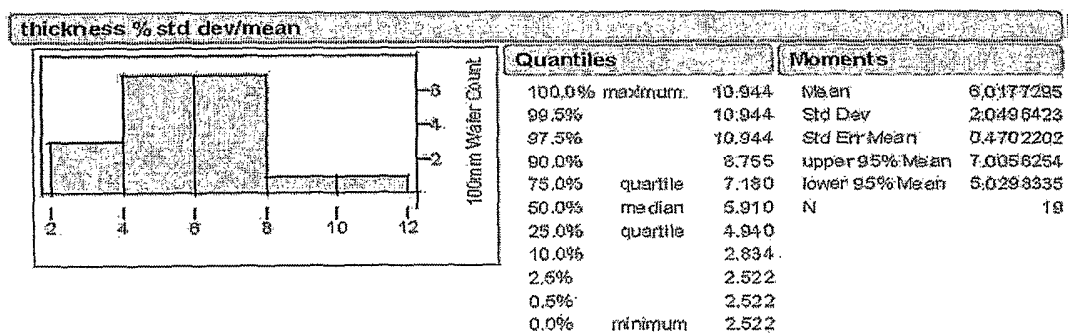 thickness % std dev/mean
6
4
2
100mm Wafer Count
2 4 6 8 10 12
Quantiles
100.0% maximum 10.944
99.5% 10.944
97.5% 10.944
90.0% 8.755
75.0% quartile 7.180
50.0% median 5.910
25.0% quartile 4.940
10.0% 2.834
2.5% 2.522
0.5% 2.522
0.0% minimum 2.522
Moments
Mean 6.0177295
Std Dev 2.0496423
Std Err Mean 0.4702202
upper 95% Mean 7.0056254
lower 95% Mean 5.0298335
N 19